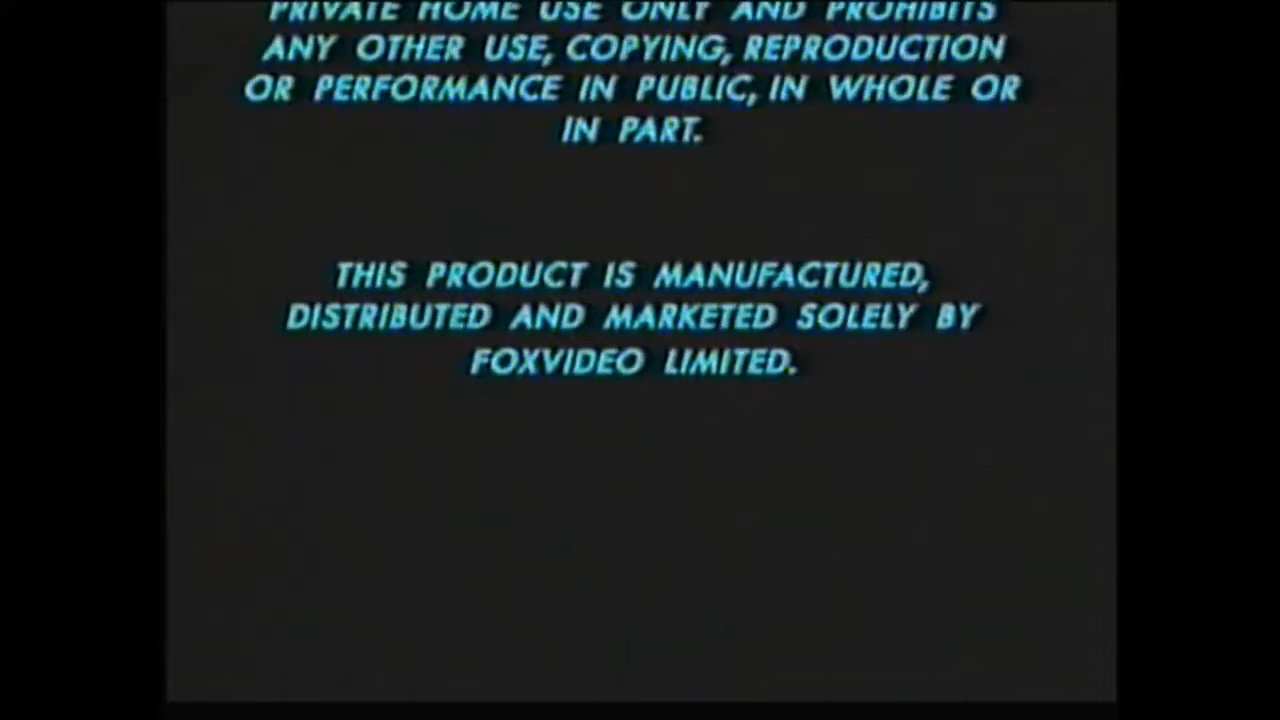 PRIVATE HOME USE ONLY AND PROHIBITS
ANY OTHER USE, COPYING, REPRODUCTION
OR PERFORMANCE IN PUBLIC, IN WHOLE OR
IN PART.
THIS PRODUCT IS MANUFACTURED,
DISTRIBUTED AND MARKETED SOLELY BY
FOXVIDEO LIMITED.